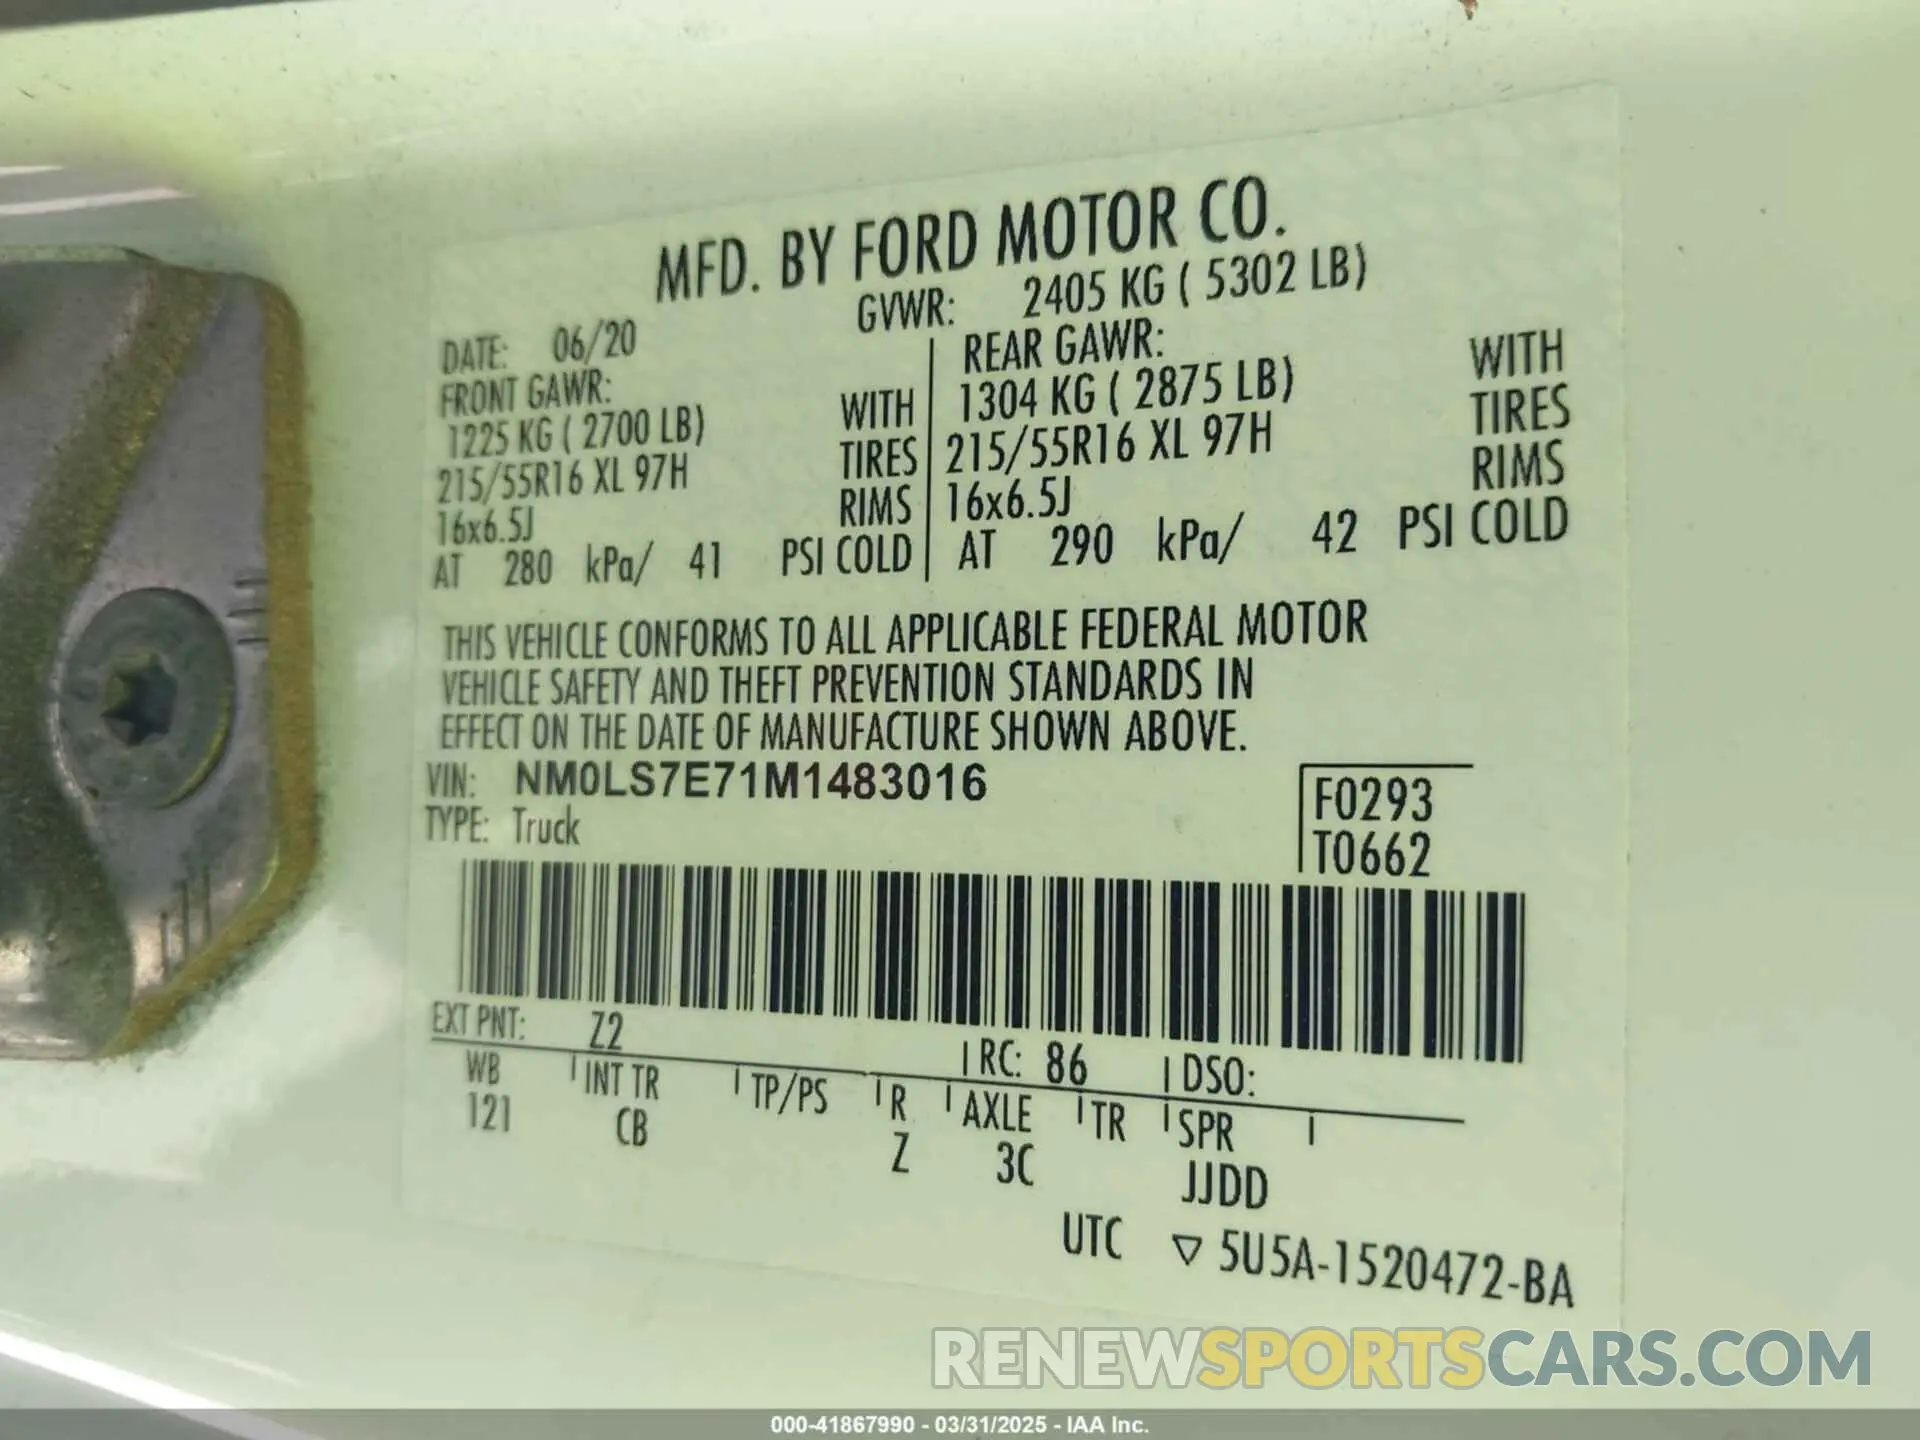 MFD. BY FORD MOTOR CO.
DATE: 06/20 GVWR: 2405 KG ( 5302 LB)
FRONT GAWR: REAR GAWR:
1225 KG ( 2700 LB) WITH 1304 KG ( 2875 LB) WITH
215/55R16 XL 97H TIRES 215/55R16 XL 97H TIRES
16x6.5J RIMS 16x6.5J RIMS
AT 280 kPa/ 41 PSI COLD AT 290 kPa/ 42 PSI COLD
THIS VEHICLE CONFORMS TO ALL APPLICABLE FEDERAL MOTOR
VEHICLE SAFETY AND THEFT PREVENTION STANDARDS IN
EFFECT ON THE DATE OF MANUFACTURE SHOWN ABOVE.
VIN: NM0LS7E71M1483016 F0293
TYPE: Truck T0662
EXT PNT: Z2 RC: 86 DSO:
WB INT TR TP/PS R AXLE TR SPR
121 CB Z 3C JJDD
UTC ▽ 5U5A-1520472-BA
RENEWSPORTSCARS.COM
000-41867990 - 03/31/2025 - IAA Inc.